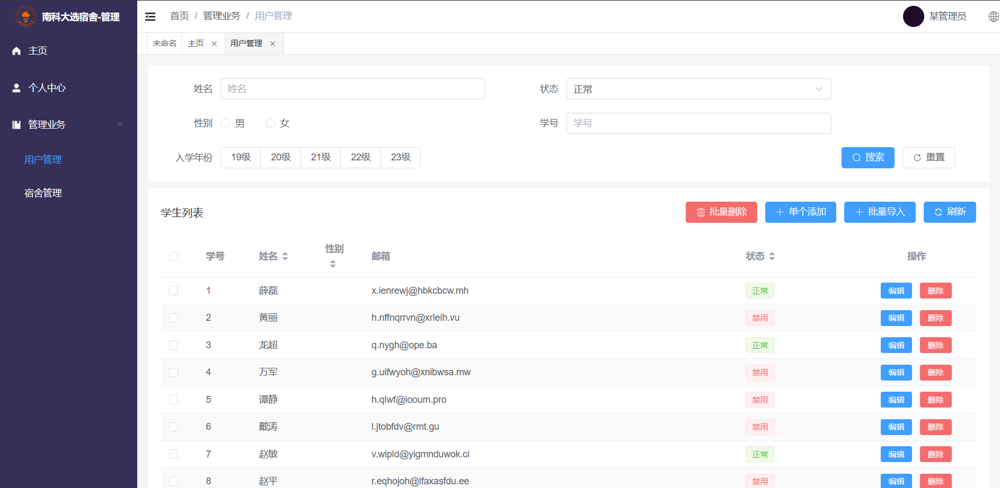 南科大选宿舍-管理
主页
个人中心
管理业务
用户管理
宿舍管理
首页 / 管理业务 / 用户管理
某管理员
未命名 主页 用户管理
姓名 姓名 状态 正常
性别 男 女 学号 学号
入学年份 19级 20级 21级 22级 23级 搜索 重置
学生列表 批量删除 单个添加 批量导入 刷新
学号 姓名 性别 邮箱 状态 操作
1 薛磊 x.ienrewj@hbkcbcw.mh 正常 编辑 删除
2 黄丽 h.nffnqrrvn@xrleih.vu 禁用 编辑 删除
3 龙超 q.nygh@ope.ba 正常 编辑 删除
4 万军 g.uifwyoh@xnibwsa.mw 禁用 编辑 删除
5 谭静 h.qlwf@iooum.pro 禁用 编辑 删除
6 戴涛 l.jtobfdv@rmt.gu 禁用 编辑 删除
7 赵敏 v.wipld@yigmnduwok.ci 正常 编辑 删除
8 赵平 r.eqhojoh@lfaxasfdu.ee 禁用 编辑 删除